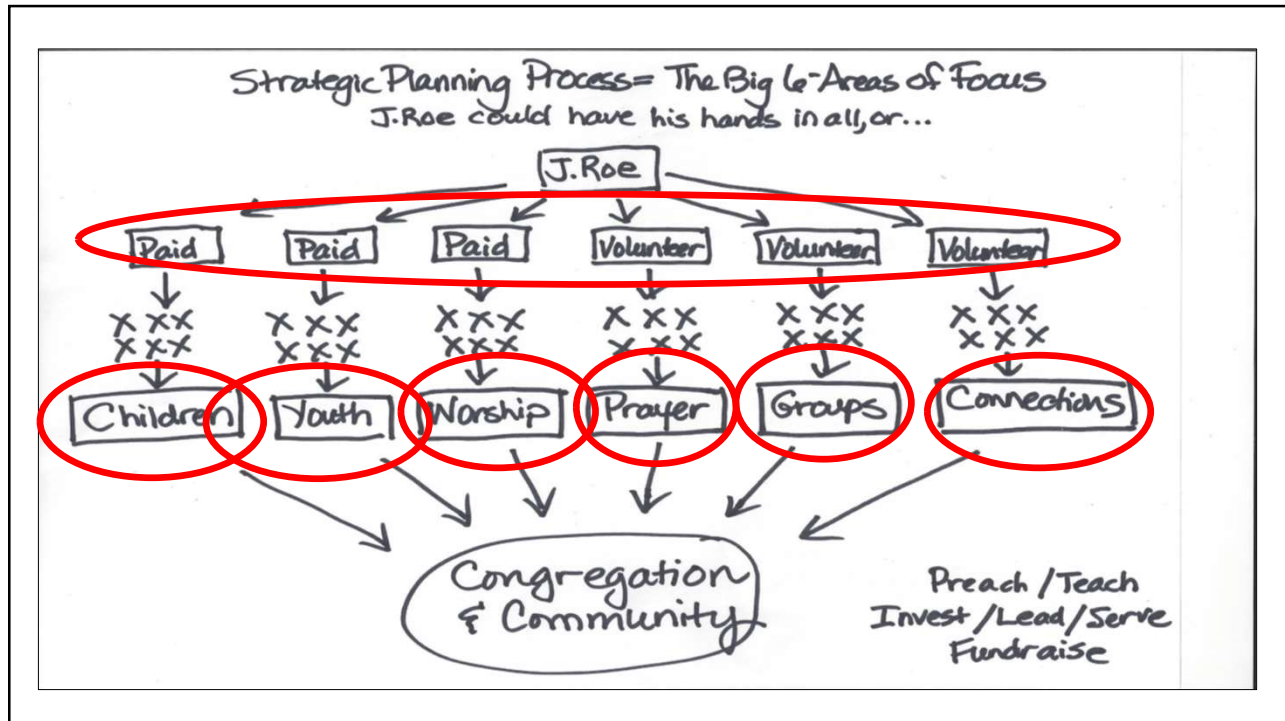 Strategic Planning Process = The Big 6-Areas of Focus
J.Roe could have his hands in all, or...
J.Roe
Paid Paid Paid Volunteer Volunteer Volunteer
XXX XXX XXX XXX XXX XXX
XXX XXX XXX XXX XXX XXX
Children Youth Worship Prayer Groups Connections
Congregation
& Community
Preach / Teach
Invest / Lead / Serve
Fundraise